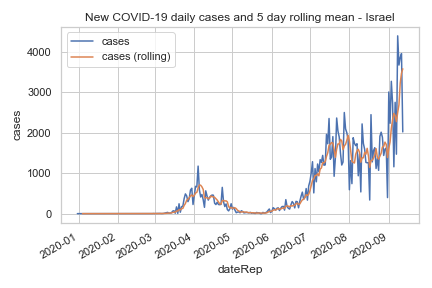 New COVID-19 daily cases and 5 day rolling mean - Israel
cases
cases (rolling)
4000
3000
2000
1000
0
cases
2020-01
2020-02
2020-03
2020-04
2020-05
2020-06
2020-07
2020-08
2020-09
dateRep